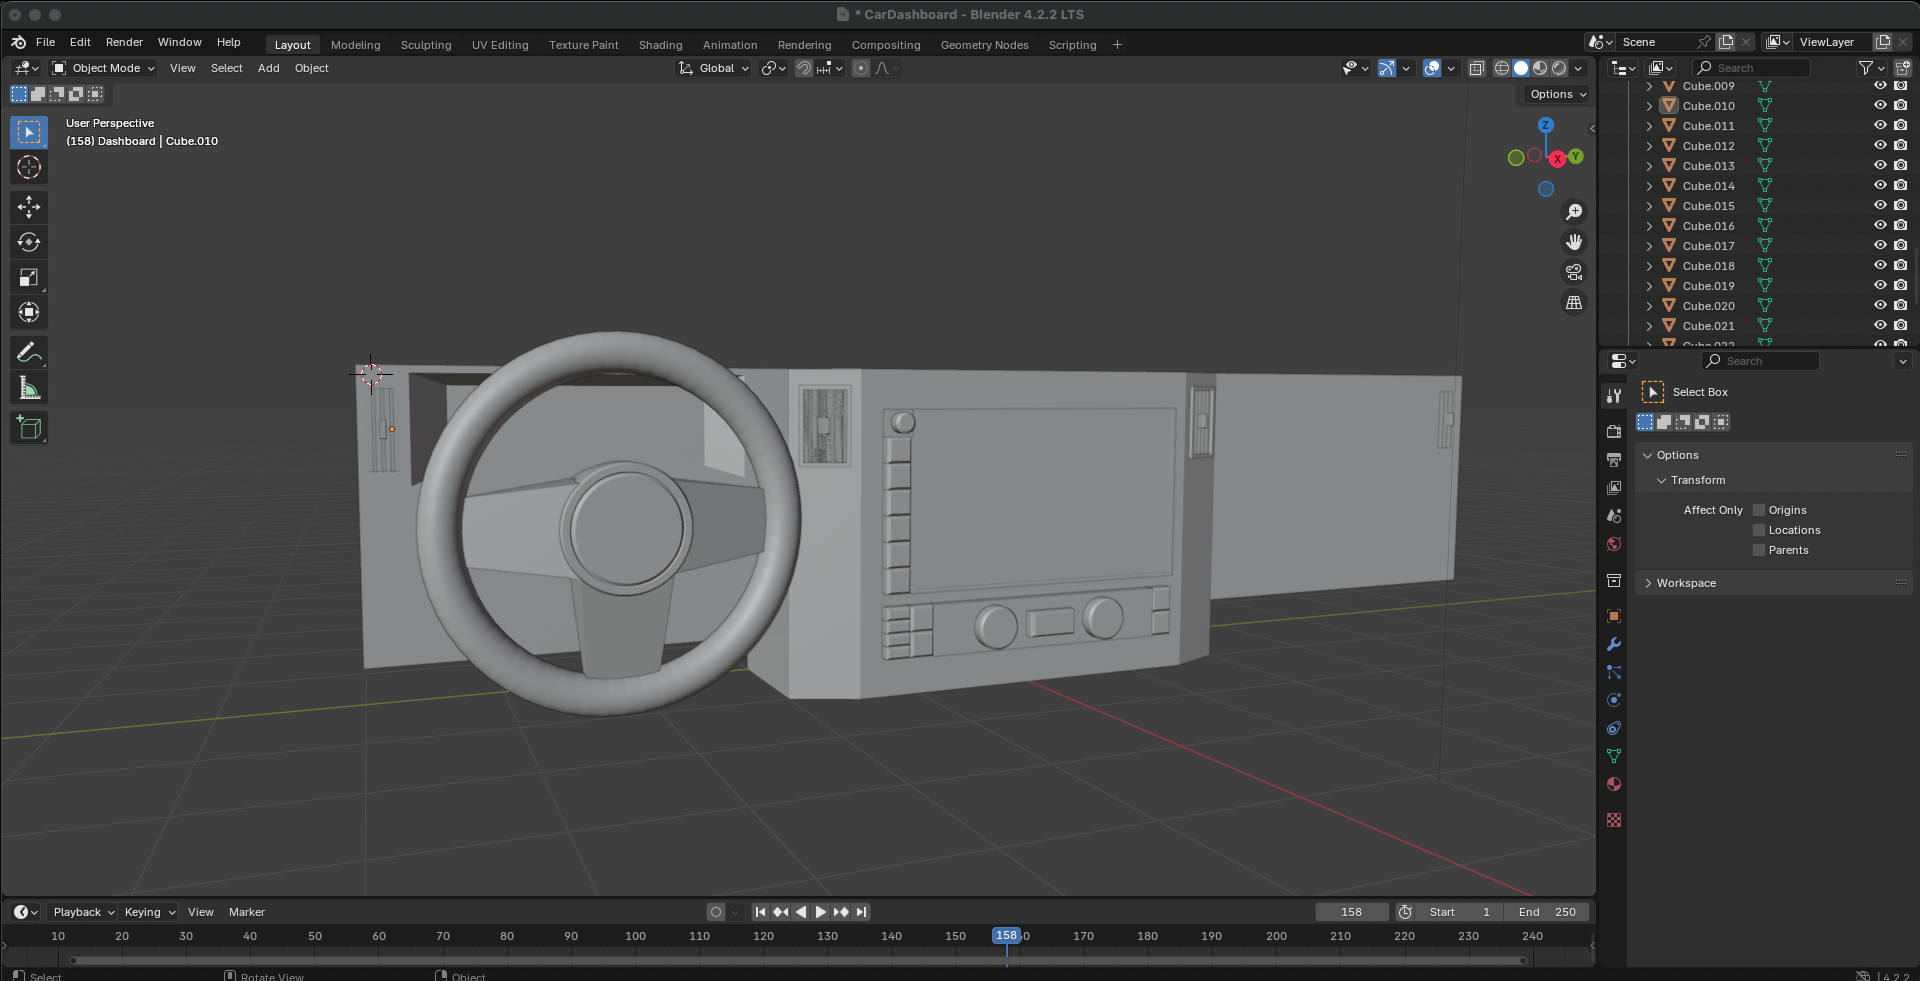 * CarDashboard - Blender 4.2.2 LTS
File Edit Render Window Help
Layout Modeling Sculpting UV Editing Texture Paint Shading Animation Rendering Compositing Geometry Nodes Scripting +
Scene
ViewLayer
Object Mode View Select Add Object
Global
Search
Options
User Perspective
(158) Dashboard | Cube.010
Z
X
Y
Cube.009
Cube.010
Cube.011
Cube.012
Cube.013
Cube.014
Cube.015
Cube.016
Cube.017
Cube.018
Cube.019
Cube.020
Cube.021
Search
Select Box
Options
Transform
Affect Only Origins
Locations
Parents
Workspace
Playback Keying View Marker
158 Start 1 End 250
10 20 30 40 50 60 70 80 90 100 110 120 130 140 150 158 170 180 190 200 210 220 230 240
Select Rotate View Object 4.2.2